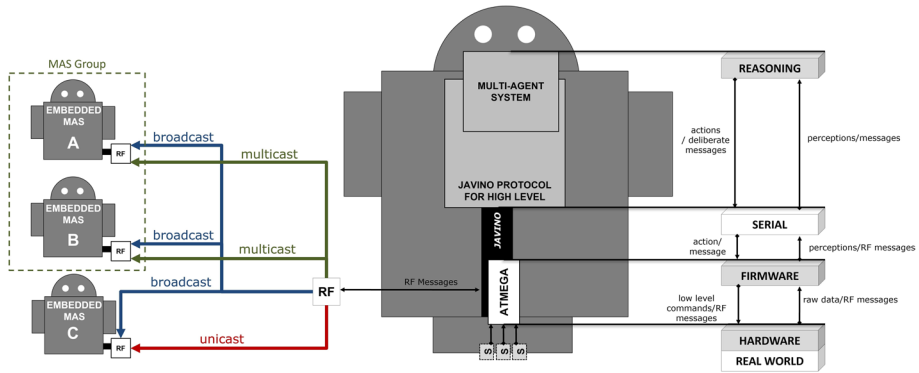 MAS Group
EMBEDDED
MAS
A
RF
broadcast
multicast
EMBEDDED
MAS
B
RF
broadcast
multicast
EMBEDDED
MAS
C
RF
broadcast
unicast
RF
RF Messages
MULTI-AGENT
SYSTEM
JAVINO PROTOCOL
FOR HIGH LEVEL
JAVINO
ATMEGA
S S S
REASONING
actions
/ deliberate
messages
perceptions/messages
SERIAL
action/
message
perceptions/RF messages
FIRMWARE
low level
commands/RF
messages
raw data/RF messages
HARDWARE
REAL WORLD